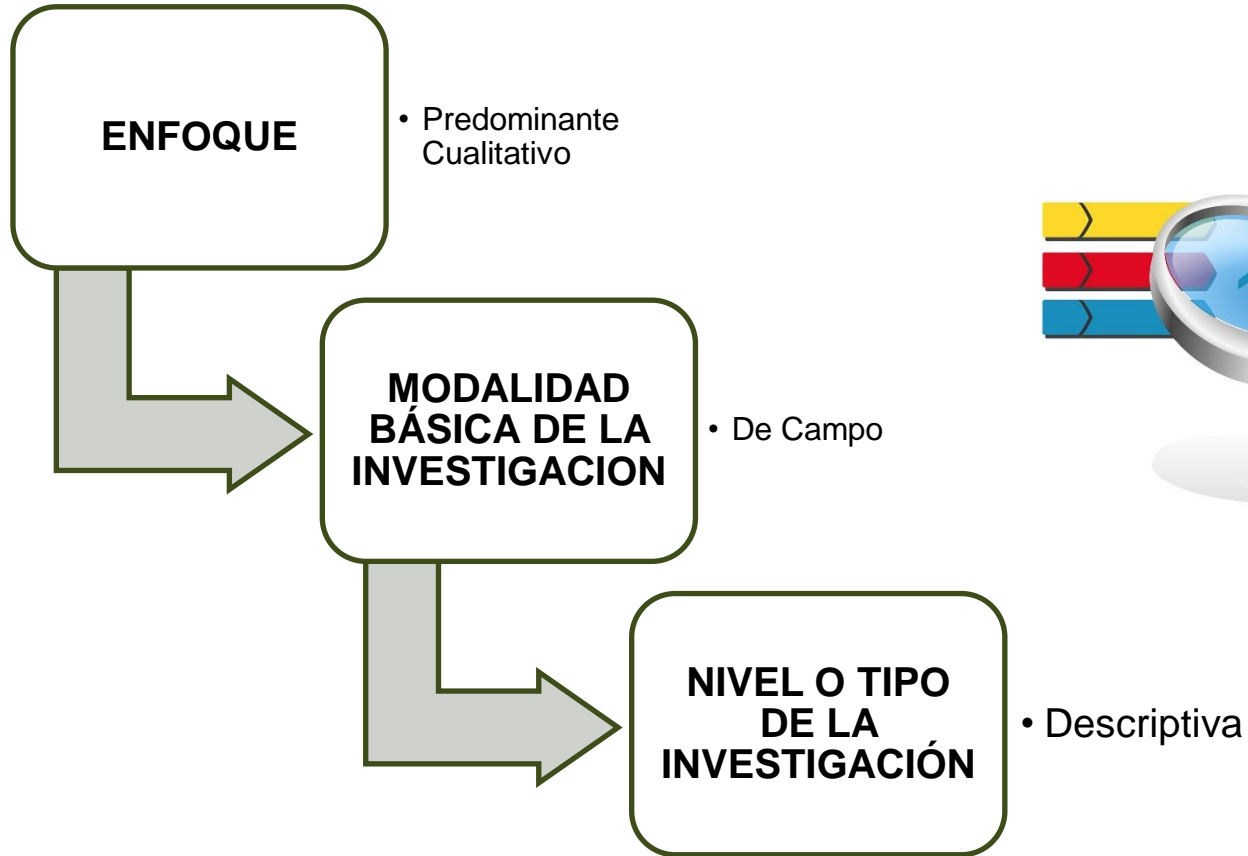 ENFOQUE
• Predominante
Cualitativo
MODALIDAD
BÁSICA DE LA
INVESTIGACION
• De Campo
NIVEL O TIPO
DE LA
INVESTIGACIÓN
• Descriptiva